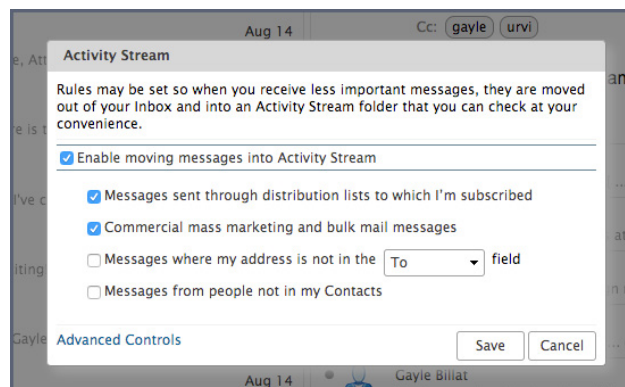 Aug 14
Cc: gayle urvi
e, Att
Activity Stream
Rules may be set so when you receive less important messages, they are moved
out of your Inbox and into an Activity Stream folder that you can check at your
convenience.
Enable moving messages into Activity Stream
Messages sent through distribution lists to which I'm subscribed
Commercial mass marketing and bulk mail messages
Messages where my address is not in the To field
Messages from people not in my Contacts
Advanced Controls
Save Cancel
Gayle
Aug 14
Gayle Billat